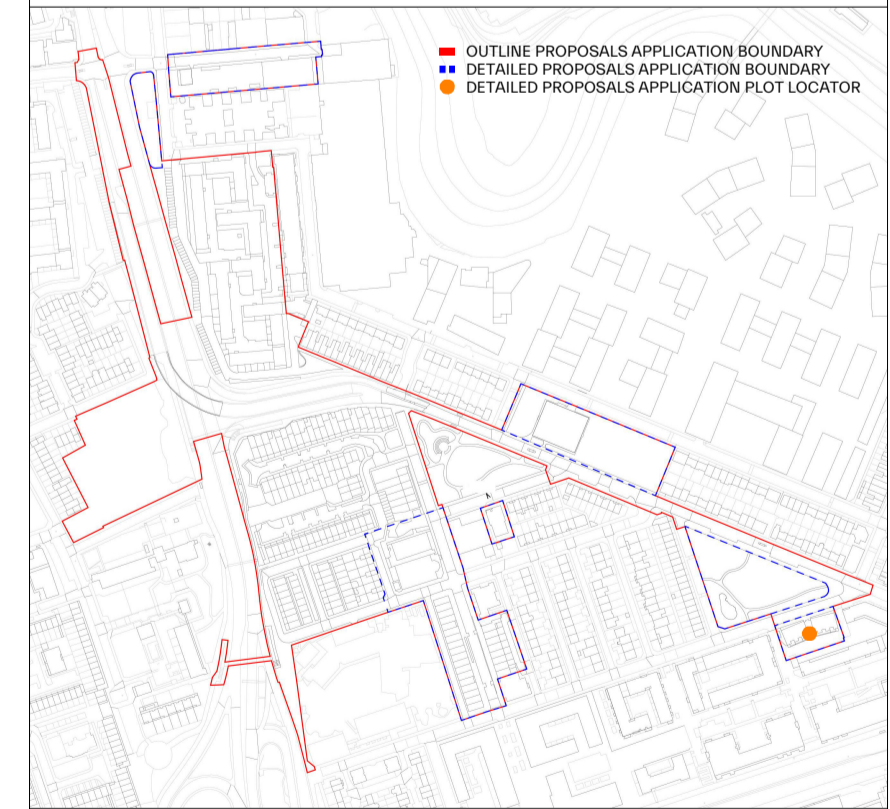 OUTLINE PROPOSALS APPLICATION BOUNDARY
DETAILED PROPOSALS APPLICATION BOUNDARY
DETAILED PROPOSALS APPLICATION PLOT LOCATOR